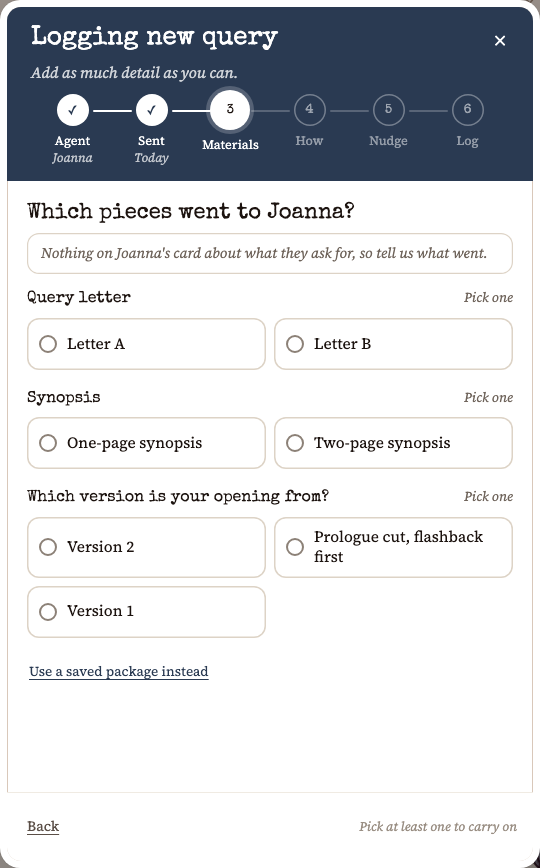 Logging new query
Add as much detail as you can.
✓ ✓ 3 4 5 6
Agent Sent Materials How Nudge Log
Joanna Today
Which pieces went to Joanna?
Nothing on Joanna's card about what they ask for, so tell us what went.
Query letter Pick one
Letter A Letter B
Synopsis Pick one
One-page synopsis Two-page synopsis
Which version is your opening from? Pick one
Version 2 Prologue cut, flashback
first
Version 1
Use a saved package instead
Back Pick at least one to carry on